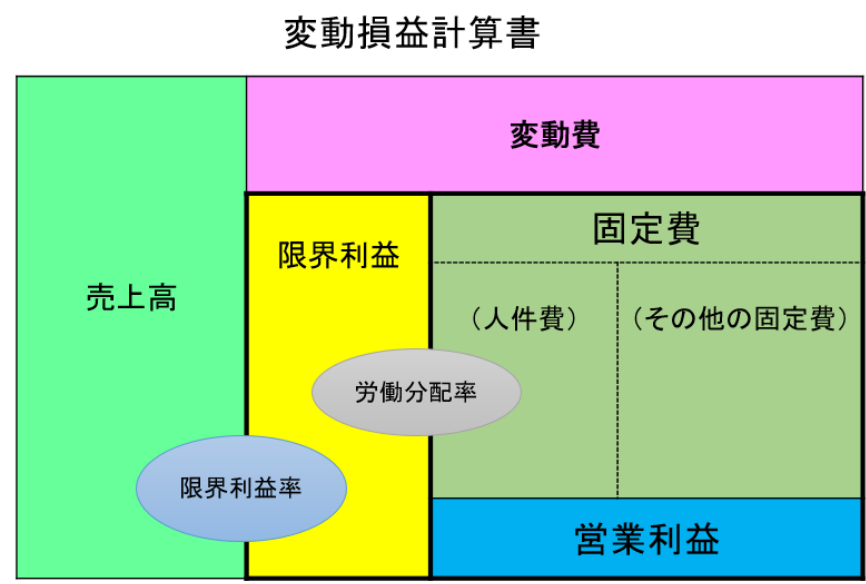 変動損益計算書
変動費
固定費
限界利益
売上高
（人件費）
（その他の固定費）
労働分配率
限界利益率
営業利益